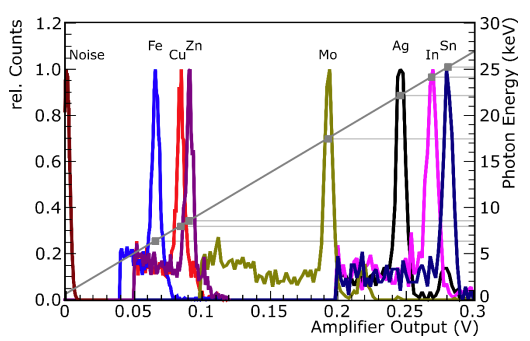 1.2
1.0
0.8
0.6
0.4
0.2
0.0
rel. Counts
Noise
Fe
Cu
Zn
Mo
Ag
In
Sn
30
25
20
15
10
5
0
Photon Energy (keV)
0
0.05
0.1
0.15
0.2
0.25
0.3
Amplifier Output (V)